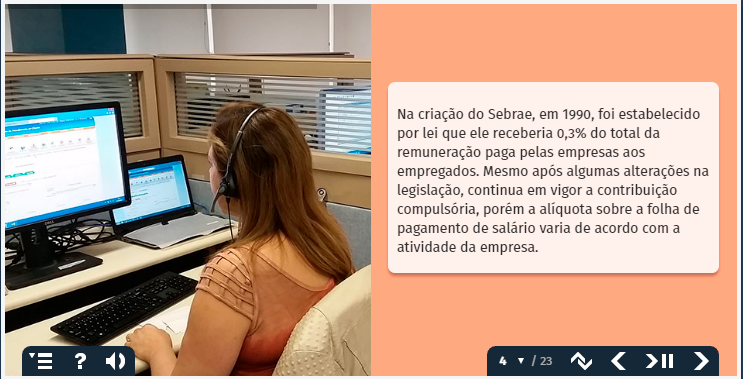 Na criação do Sebrae, em 1990, foi estabelecido
por lei que ele receberia 0,3% do total da
remuneração paga pelas empresas aos
empregados. Mesmo após algumas alterações na
legislação, continua em vigor a contribuição
compulsória, porém a alíquota sobre a folha de
pagamento de salário varia de acordo com a
atividade da empresa.
4 / 23